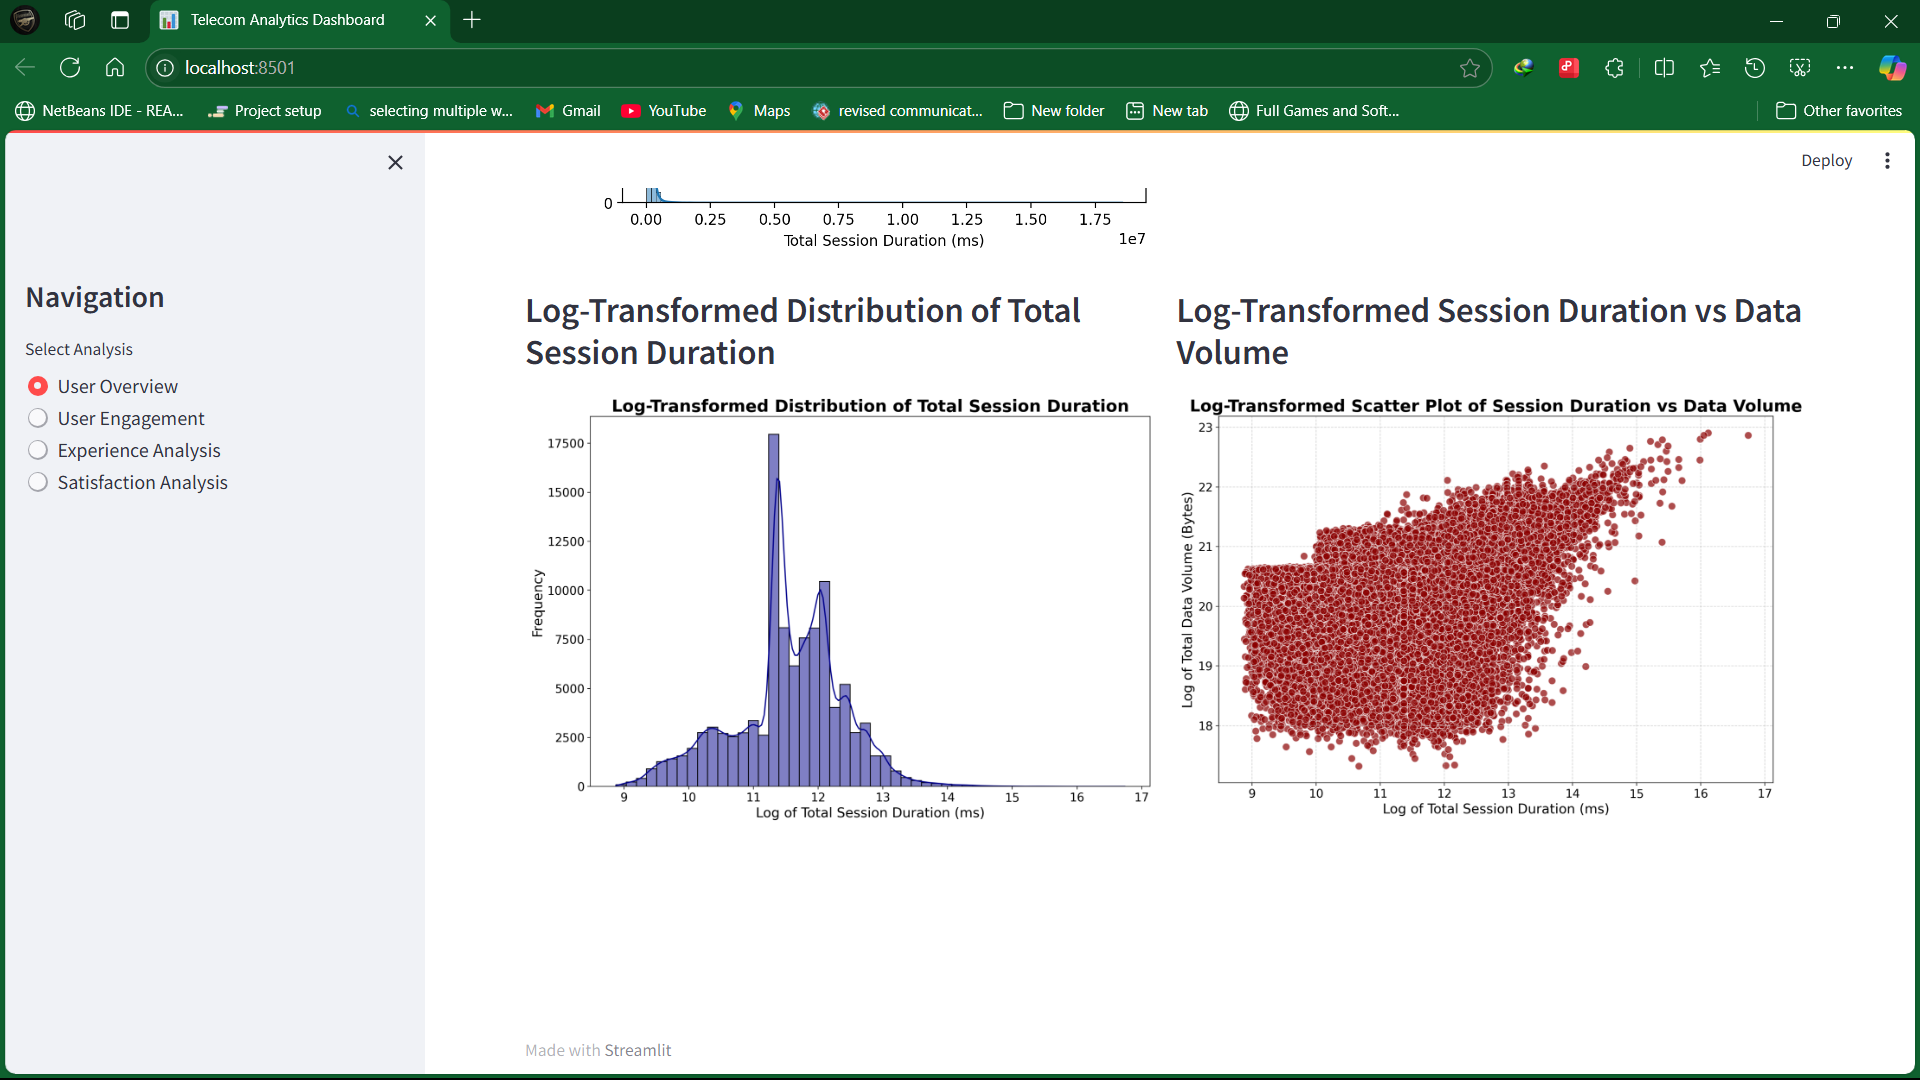 Telecom Analytics Dashboard
localhost:8501
NetBeans IDE - REA...
Project setup
selecting multiple w...
Gmail
YouTube
Maps
revised communicat...
New folder
New tab
Full Games and Soft...
Other favorites
Deploy
Navigation
Select Analysis
User Overview
User Engagement
Experience Analysis
Satisfaction Analysis
0
0.00 0.25 0.50 0.75 1.00 1.25 1.50 1.75
1e7
Total Session Duration (ms)
Log-Transformed Distribution of Total
Session Duration
Log-Transformed Distribution of Total Session Duration
Frequency
17500
15000
12500
10000
7500
5000
2500
0
9 10 11 12 13 14 15 16 17
Log of Total Session Duration (ms)
Log-Transformed Session Duration vs Data
Volume
Log-Transformed Scatter Plot of Session Duration vs Data Volume
Log of Total Data Volume (Bytes)
23
22
21
20
19
18
9 10 11 12 13 14 15 16 17
Log of Total Session Duration (ms)
Made with Streamlit